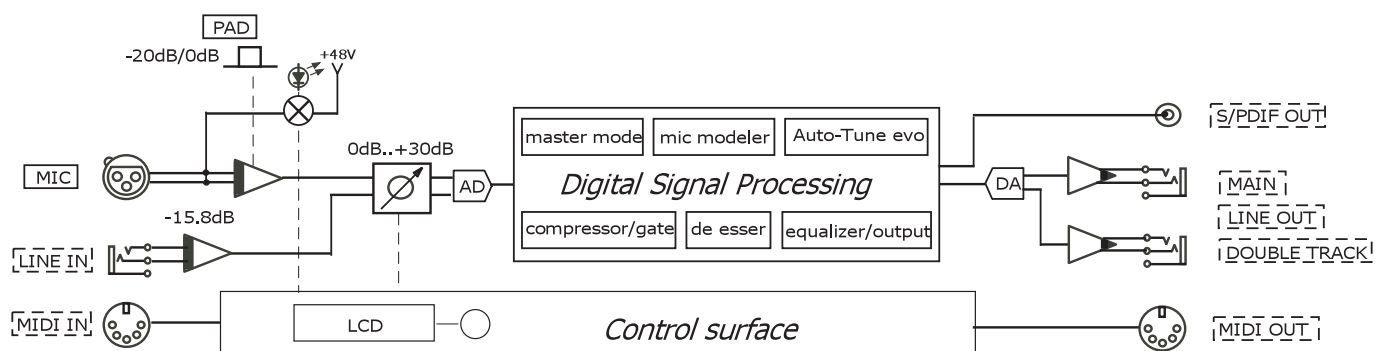 PAD
-20dB/0dB
+48V
S/PDIF OUT
master mode
mic modeler
Auto-Tune evo
0dB..+30dB
MIC
AD
Digital Signal Processing
DA
MAIN
-15.8dB
LINE OUT
compressor/gate
de esser
equalizer/output
LINE IN
DOUBLE TRACK
MIDI IN
LCD
Control surface
MIDI OUT